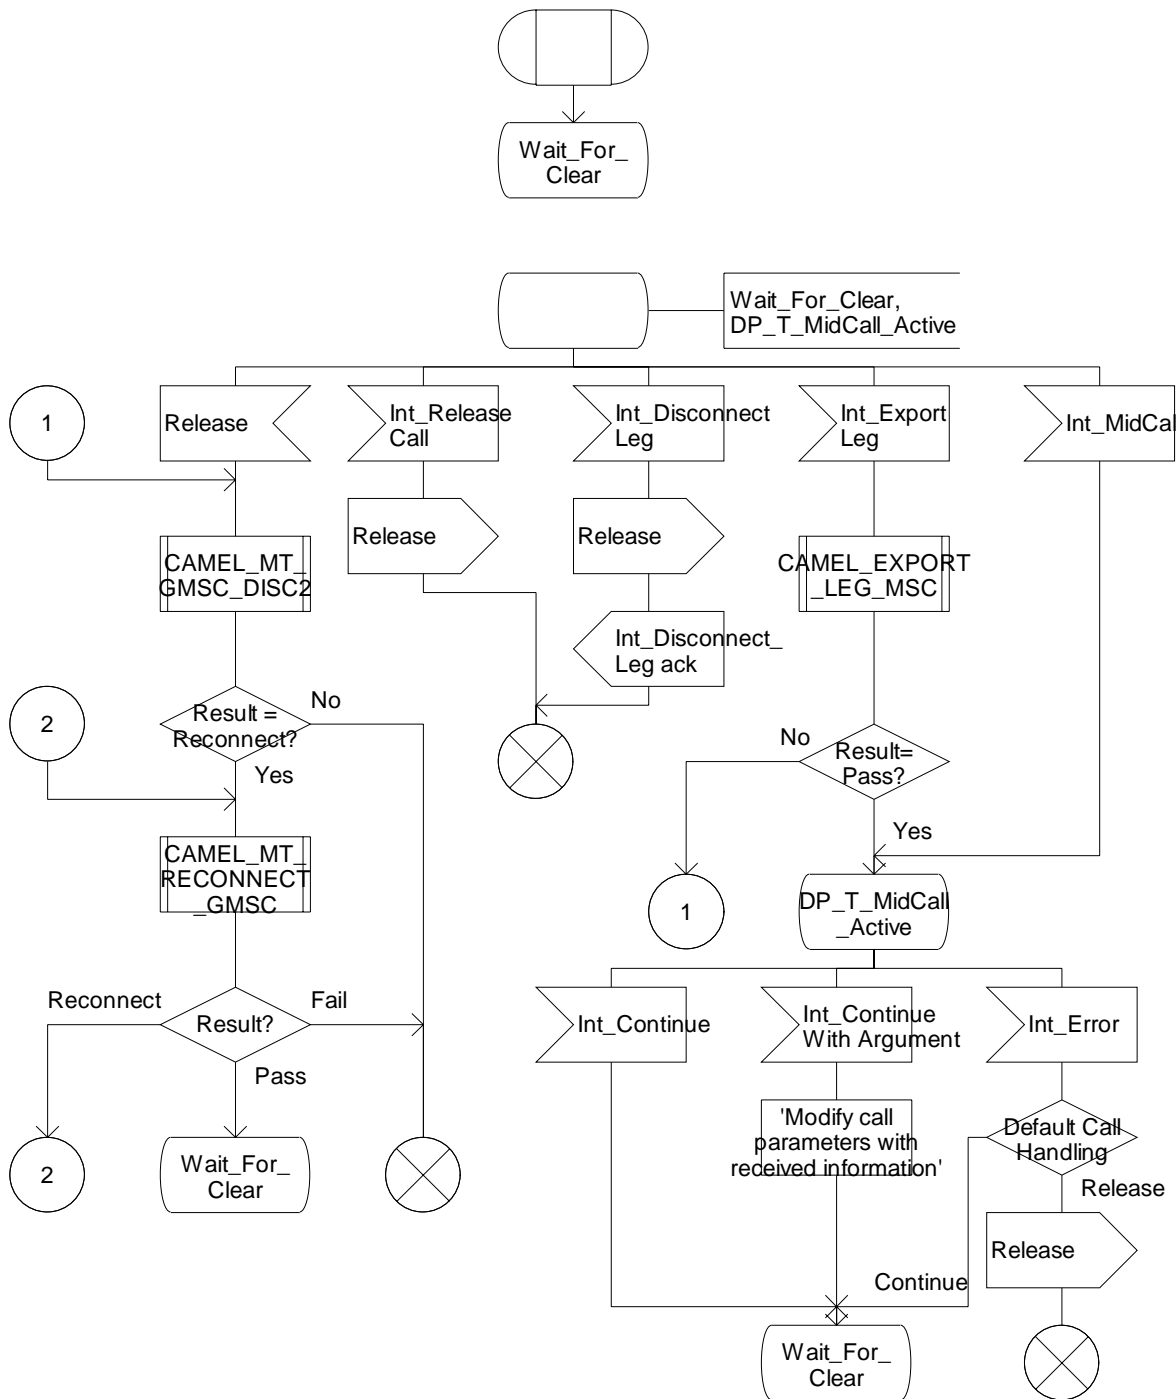 Wait_For_
Clear
Wait_For_Clear,
DP_T_MidCall_Active
1
Release
Int_Release
Call
Int_Disconnect
Leg
Int_Export
Leg
Int_MidCal
Release
Release
CAMEL_MT_
GMSC_DISC2
CAMEL_EXPORT
_LEG_MSC
Int_Disconnect_
Leg ack
2
Result =
Reconnect?
No
Yes
No
Result=
Pass?
Yes
CAMEL_MT_
RECONNECT
_GMSC
1
DP_T_MidCall
_Active
Reconnect
Result?
Fail
Pass
Int_Continue
Int_Continue
With Argument
Int_Error
2
Wait_For_
Clear
'Modify call
parameters with
received information'
Default Call
Handling
Release
Release
Continue
Wait_For_
Clear